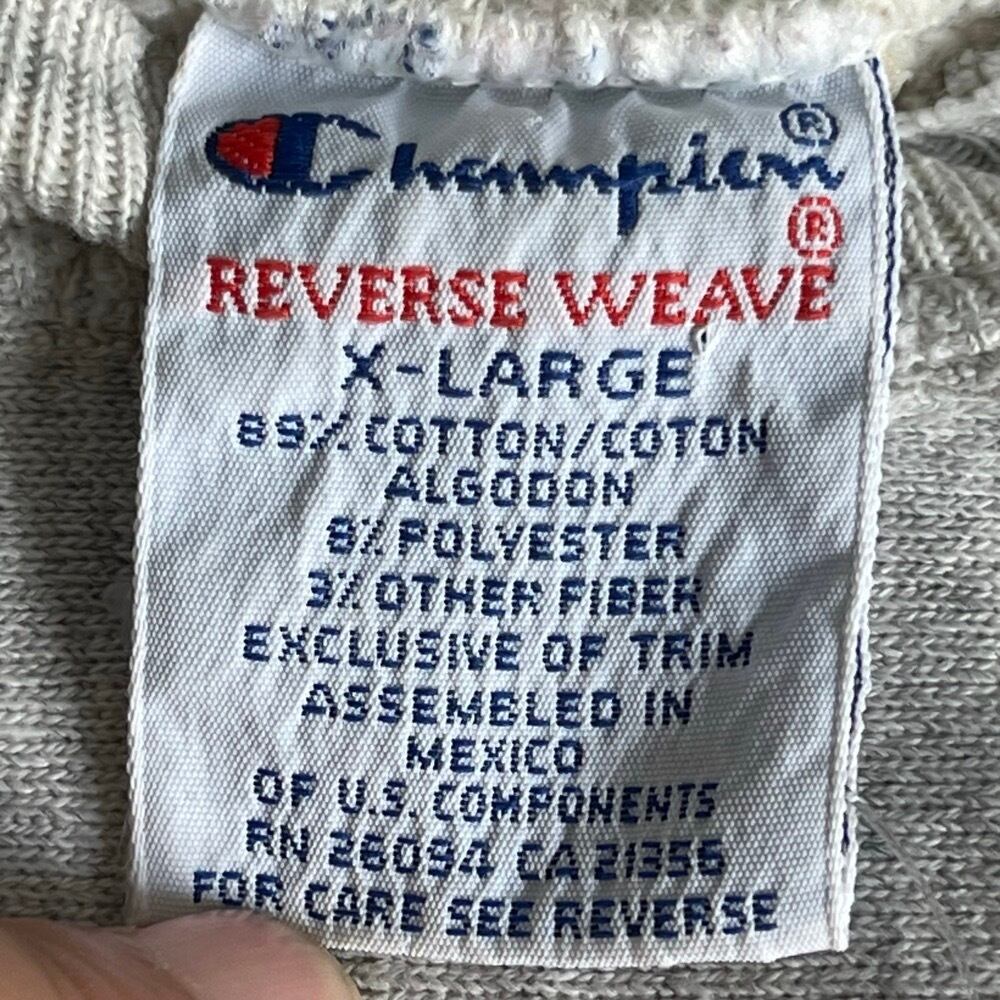 Champion®
REVERSE WEAVE®
X-LARGE
89% COTTON/COTON
ALGODON
8% POLYESTER
3% OTHER FIBER
EXCLUSIVE OF TRIM
ASSEMBLED IN
MEXICO
OF U.S. COMPONENTS
RN 26094 CA 21356
FOR CARE SEE REVERSE